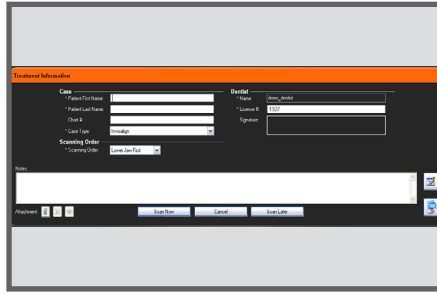 Treatment Information
Case
* Patient First Name:
* Patient Last Name:
Chart #:
* Case Type: Invisalign
Scanning Order
* Scanning Order: Lower Jaw First
Dentist
* Name: demo_dentist
* License #: 1327
Signature:
Notes:
Attachment:
Scan Now
Cancel
Scan Later